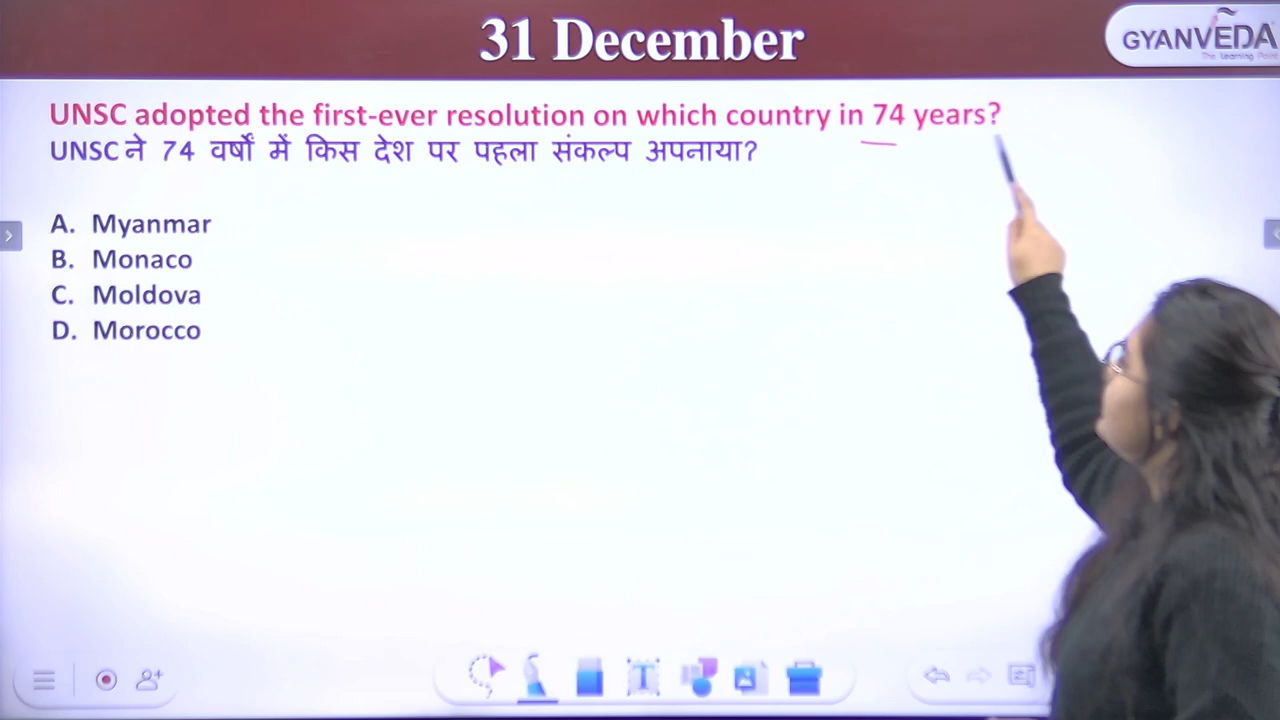 31 December
GYANVEDA
The Learning Point
UNSC adopted the first-ever resolution on which country in 74 years?
UNSC ने 74 वर्षों में किस देश पर पहला संकल्प अपनाया?
A. Myanmar
B. Monaco
C. Moldova
D. Morocco
T